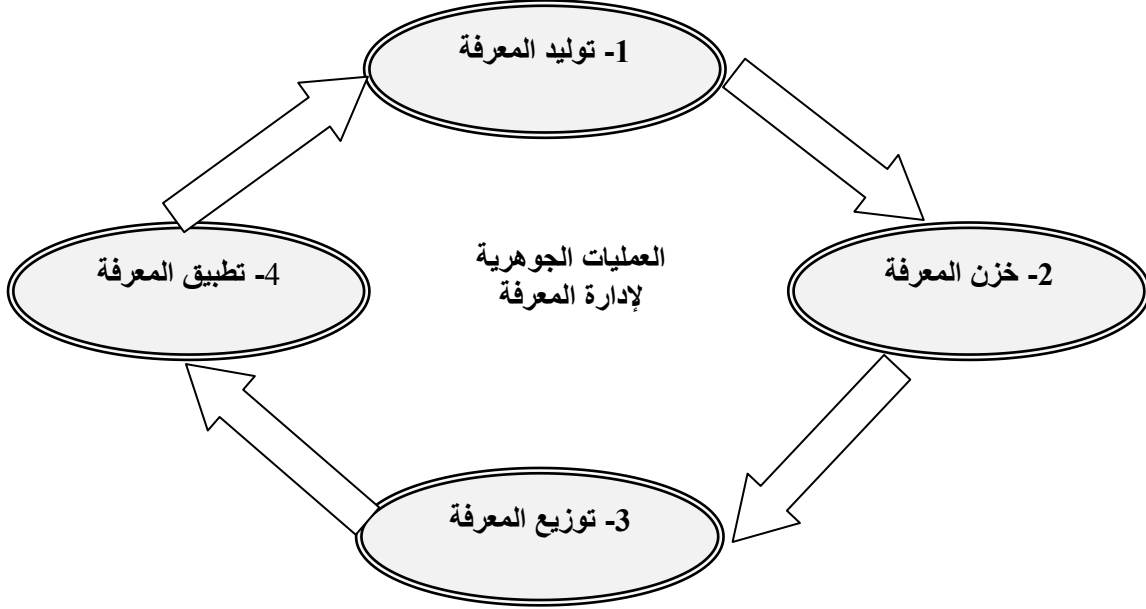 1- توليد المعرفة
2- خزن المعرفة
3- توزيع المعرفة
4- تطبيق المعرفة
العمليات الجوهرية
لإدارة المعرفة